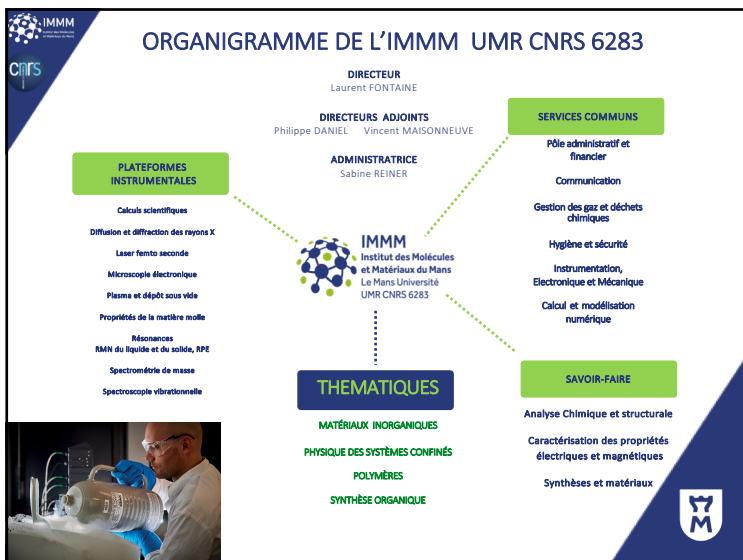 IMMM
Institut des Molécules
et Matériaux du Mans
cnrs
ORGANIGRAMME DE L'IMMM UMR CNRS 6283
DIRECTEUR
Laurent FONTAINE
DIRECTEURS ADJOINTS
Philippe DANIEL Vincent MAISONNEUVE
ADMINISTRATRICE
Sabine REINER
PLATEFORMES
INSTRUMENTALES
Calculs scientifiques
Diffusion et diffraction des rayons X
Laser femto seconde
Microscopie électronique
Plasma et dépôt sous vide
Propriétés de la matière molle
Résonances
RMN du liquide et du solide, RPE
Spectrométrie de masse
Spectroscopie vibrationnelle
SERVICES COMMUNS
Pôle administratif et
financier
Communication
Gestion des gaz et déchets
chimiques
Hygiène et sécurité
Instrumentation,
Electronique et Mécanique
Calcul et modélisation
numérique
IMMM
Institut des Molécules
et Matériaux du Mans
Le Mans Université
UMR CNRS 6283
THEMATIQUES
MATÉRIAUX INORGANIQUES
PHYSIQUE DES SYSTÈMES CONFINÉS
POLYMÈRES
SYNTHÈSE ORGANIQUE
SAVOIR-FAIRE
Analyse Chimique et structurale
Caractérisation des propriétés
électriques et magnétiques
Synthèses et matériaux
M